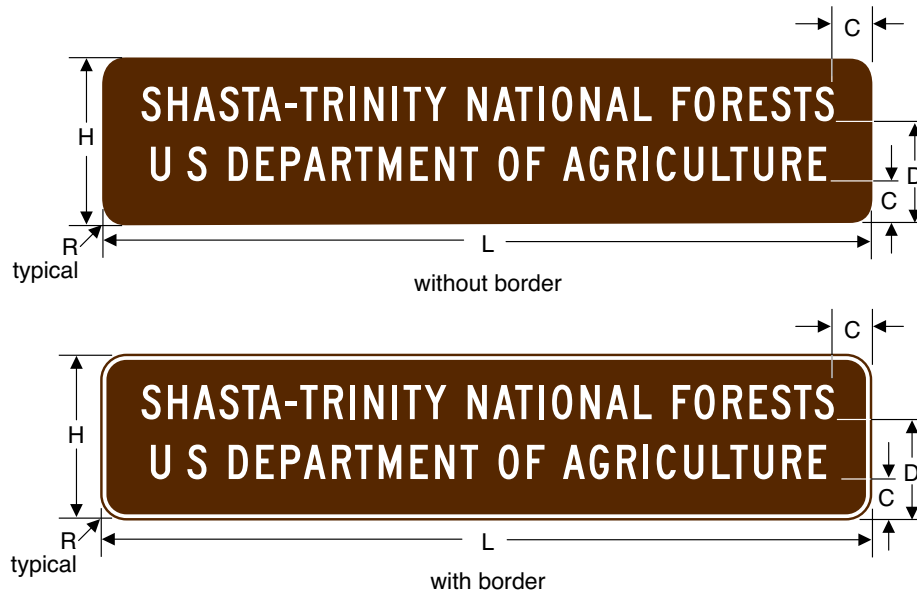 C
SHASTA-TRINITY NATIONAL FORESTS
H
U S DEPARTMENT OF AGRICULTURE
D
C
R
typical
L
without border
C
SHASTA-TRINITY NATIONAL FORESTS
H
U S DEPARTMENT OF AGRICULTURE
D
C
R
typical
L
with border